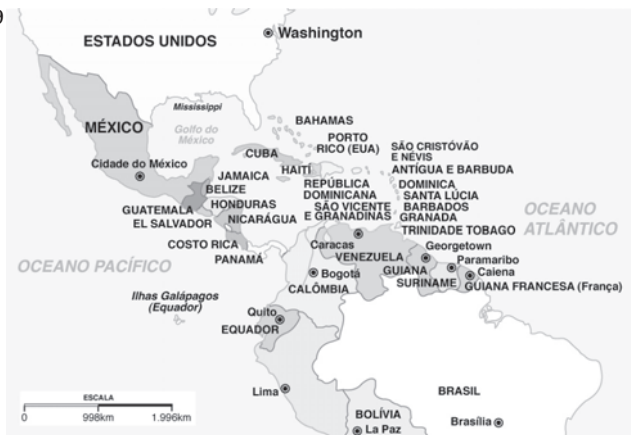 9
ESTADOS UNIDOS
Washington
Mississippi
Golfo do
México
MÉXICO
Cidade do México
BAHAMAS
PORTO
RICO (EUA)
CUBA
HAITÍ
JAMAICA
BELIZE
REPÚBLICA
DOMINICANA
SÃO CRISTÓVÃO
E NÉVIS
ANTÍGUA E BARBUDA
DOMINICA
SANTA LÚCIA
BARBADOS
GRANADA
TRINIDADE TOBAGO
SÃO VICENTE
E GRANADINAS
GUATEMALA
HONDURAS
EL SALVADOR
NICARÁGUA
COSTA RICA
PANAMÁ
OCEANO
ATLÂNTICO
OCEANO PACÍFICO
Caracas
VENEZUELA
Georgetown
GUIANA
Paramaribo
SURINAME
Caiena
GUIANA FRANCESA (França)
Bogotá
CALÔMBIA
Ilhas Galápagos
(Equador)
Quito
EQUADOR
Lima
BRASIL
Brasília
BOLÍVIA
La Paz
ESCALA
0 998km 1.996km